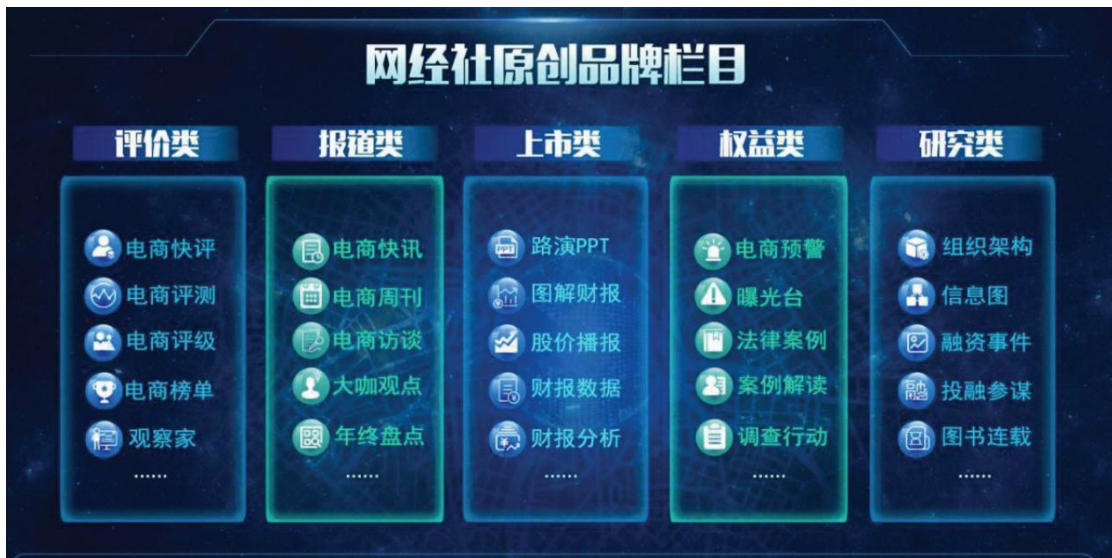 网经社原创品牌栏目
评价类
电商快评
电商评测
电商评级
电商榜单
观察家
......
报道类
电商快讯
电商周刊
电商访谈
大咖观点
年终盘点
......
上市类
PPT
路演PPT
图解财报
股价播报
财报数据
财报分析
......
权益类
电商预警
曝光台
法律案例
案例解读
调查行动
......
研究类
组织架构
信息图
融资事件
融
投融参谋
图书连载
......